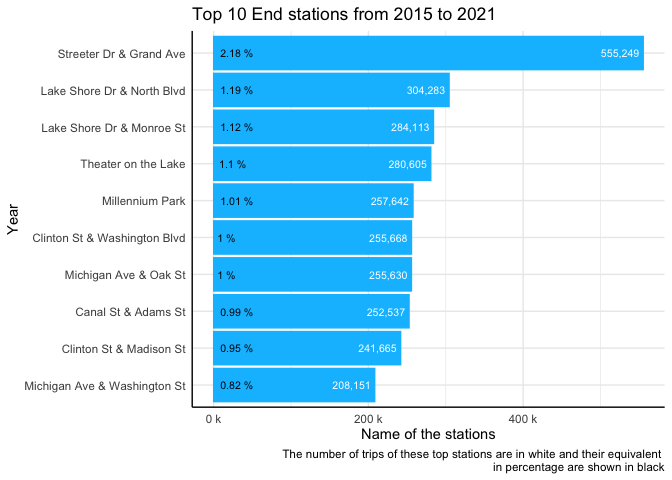 Top 10 End stations from 2015 to 2021
Year
Streeter Dr & Grand Ave 2.18 % 555,249
Lake Shore Dr & North Blvd 1.19 % 304,283
Lake Shore Dr & Monroe St 1.12 % 284,113
Theater on the Lake 1.1 % 280,605
Millennium Park 1.01 % 257,642
Clinton St & Washington Blvd 1 % 255,668
Michigan Ave & Oak St 1 % 255,630
Canal St & Adams St 0.99 % 252,537
Clinton St & Madison St 0.95 % 241,665
Michigan Ave & Washington St 0.82 % 208,151
0 k 200 k 400 k
Name of the stations
The number of trips of these top stations are in white and their equivalent
in percentage are shown in black